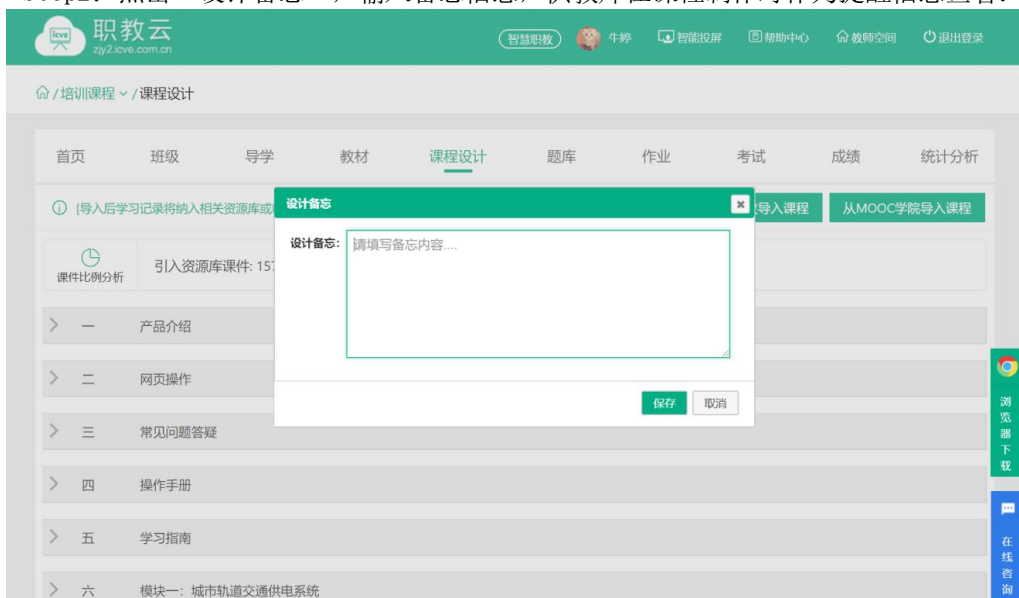 职教云
zjy2.icve.com.cn
智慧职教 牛婷 智能投屏 帮助中心 教师空间 退出登录
/培训课程 /课程设计
首页 班级 导学 教材 课程设计 题库 作业 考试 成绩 统计分析
[导入后学习记录将纳入相关资源库或 导入课程 从MOOC学院导入课程
设计备忘
设计备忘: 请填写备忘内容....
课件比例分析 引入资源库课件: 157
一 产品介绍
二 网页操作
保存 取消
三 常见问题答疑
四 操作手册
五 学习指南
六 模块一：城市轨道交通供电系统
浏览器下载
在线咨询